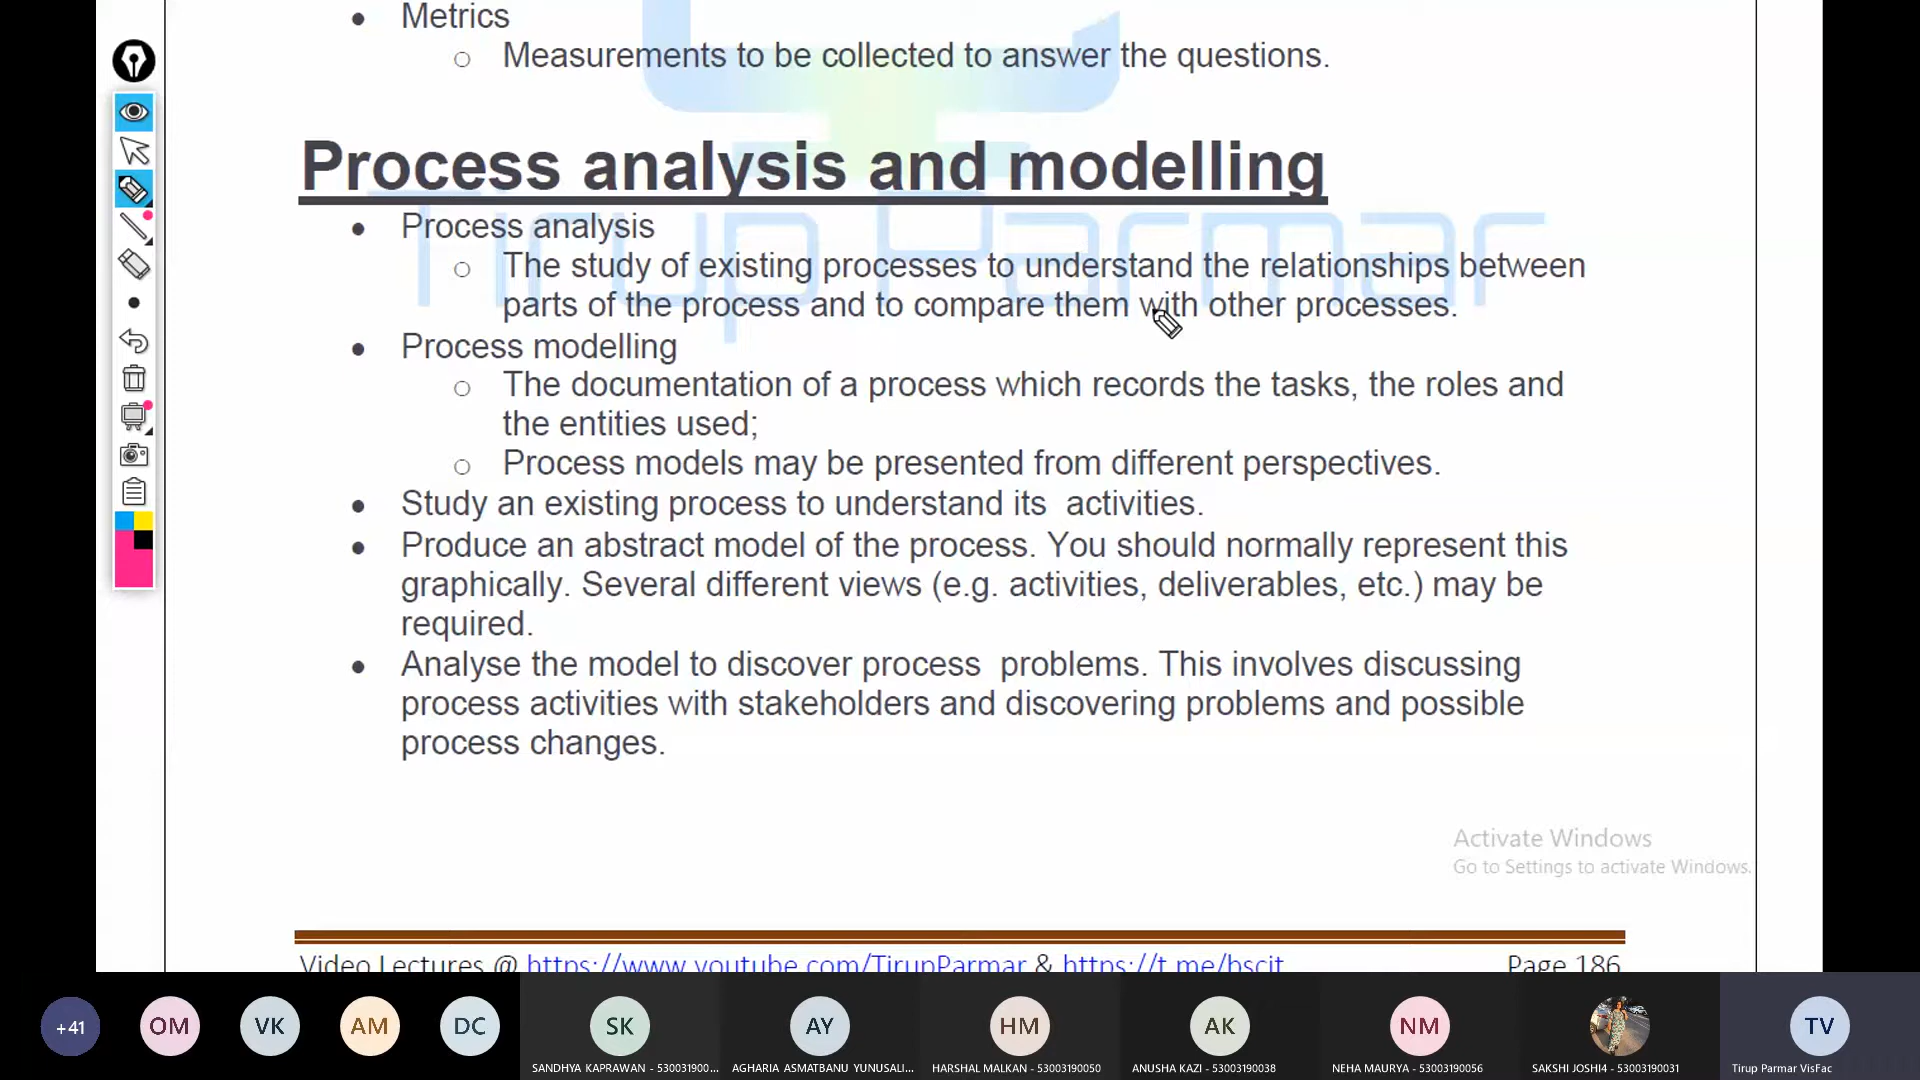 Metrics
Measurements to be collected to answer the questions.
Process analysis and modelling
Tirup Parmar
Process analysis
The study of existing processes to understand the relationships between
parts of the process and to compare them with other processes.
Process modelling
The documentation of a process which records the tasks, the roles and
the entities used;
Process models may be presented from different perspectives.
Study an existing process to understand its  activities.
Produce an abstract model of the process. You should normally represent this
graphically. Several different views (e.g. activities, deliverables, etc.) may be
required.
Analyse the model to discover process  problems. This involves discussing
process activities with stakeholders and discovering problems and possible
process changes.
Activate Windows
Go to Settings to activate Windows.
Video Lectures @ https://www.youtube.com/TirupParmar & https://t.me/bscit Page 186
+41 OM VK AM DC SK AY HM AK NM TV
SANDHYA KAPRAWAN - 530031900... AGHARIA ASMATBANU YUNUSALI... HARSHAL MALKAN - 53003190050 ANUSHA KAZI - 53003190038 NEHA MAURYA - 53003190056 SAKSHI JOSHI4 - 53003190031 Tirup Parmar VisFac